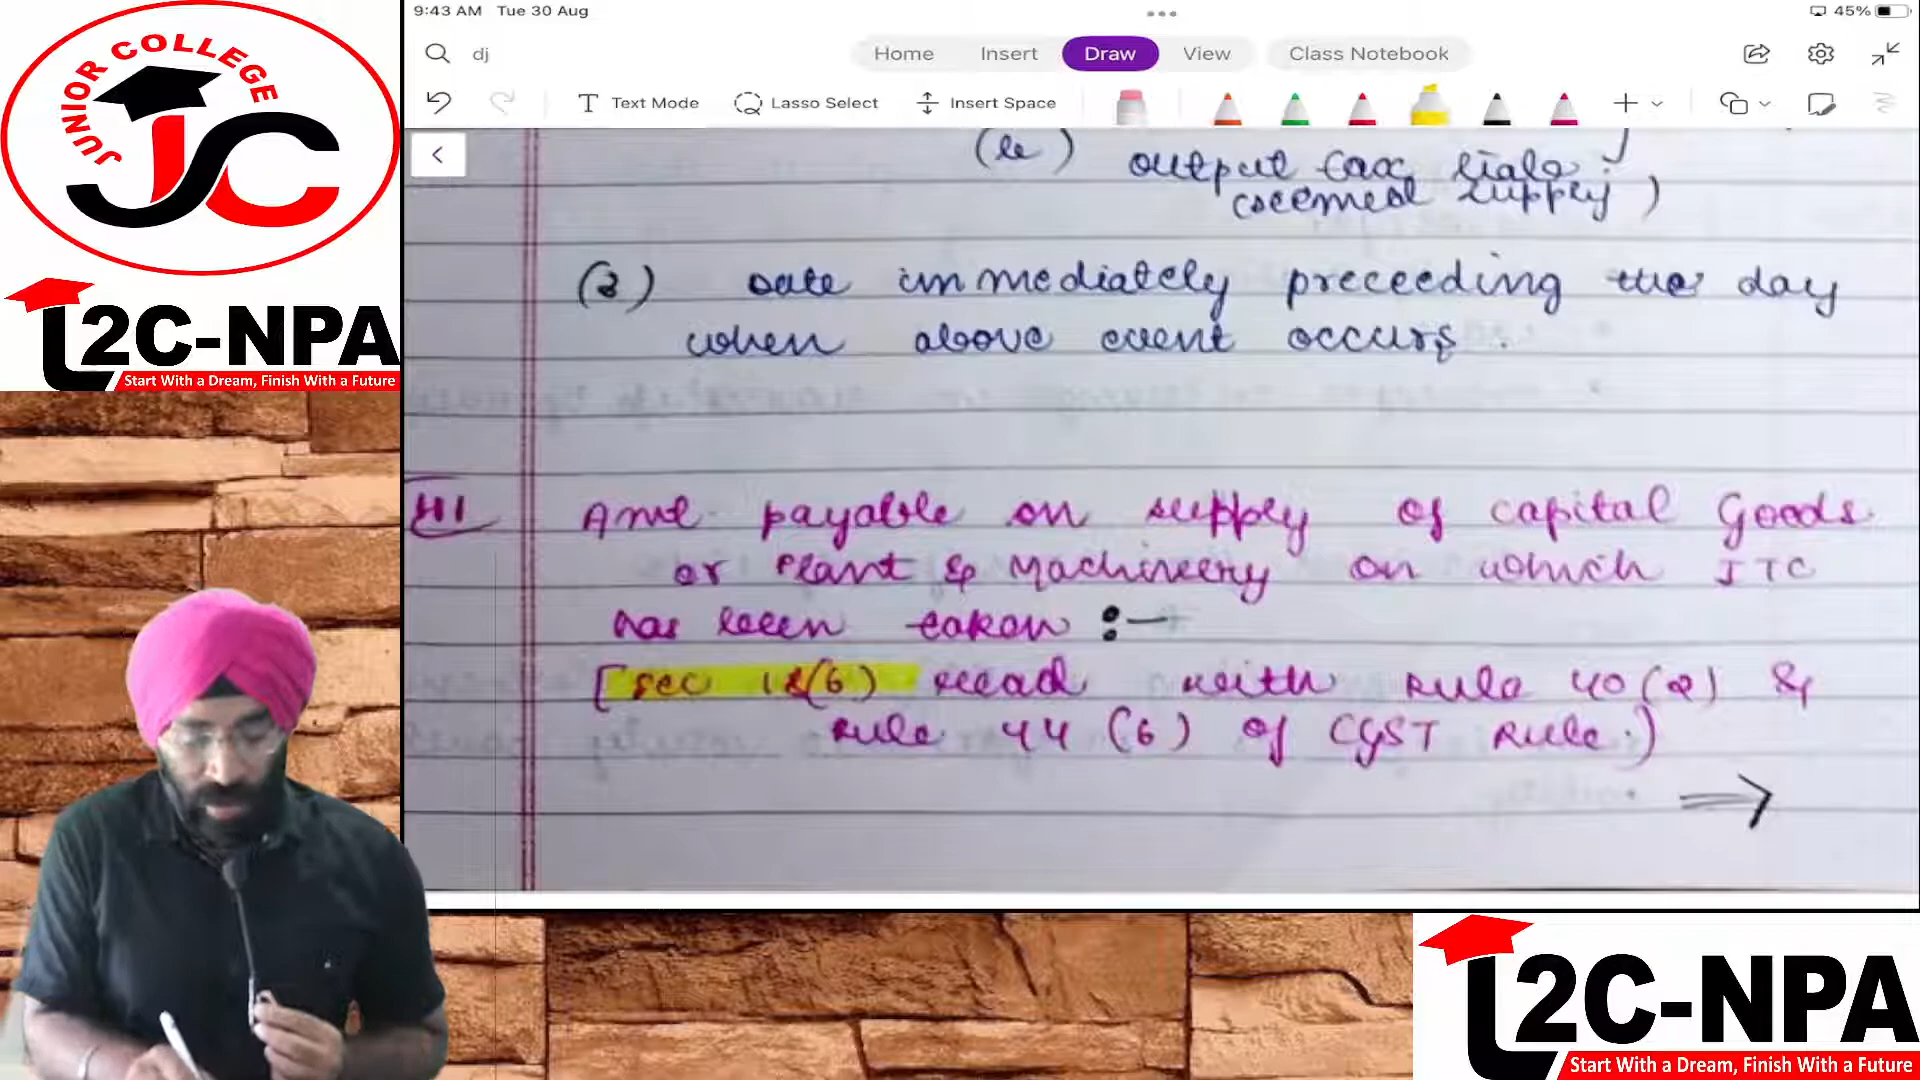 9:43 AM Tue 30 Aug
45%
JUNIOR COLLEGE
JC
L2C-NPA
Start With a Dream, Finish With a Future
dj
Home Insert Draw View Class Notebook
Text Mode Lasso Select Insert Space
output tax
supply)
(2) Date immediately preceeding the day
when above event occurs.
Amt payable on supply of capital Goods
or Plant & Machinery on which ITC
has been taken :-
[sec 18(6) read with Rule 40(2) &
Rule 44 (6) of CGST Rule.)
L2C-NPA
Start With a Dream, Finish With a Future